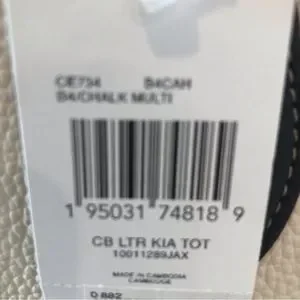 CE734 B4CAH
B4/CHALK MULTI
1 95031 74818 9
CB LTR KIA TOT
10011289JAX
MADE IN CAMBODIA
CAMBODGE
0 882